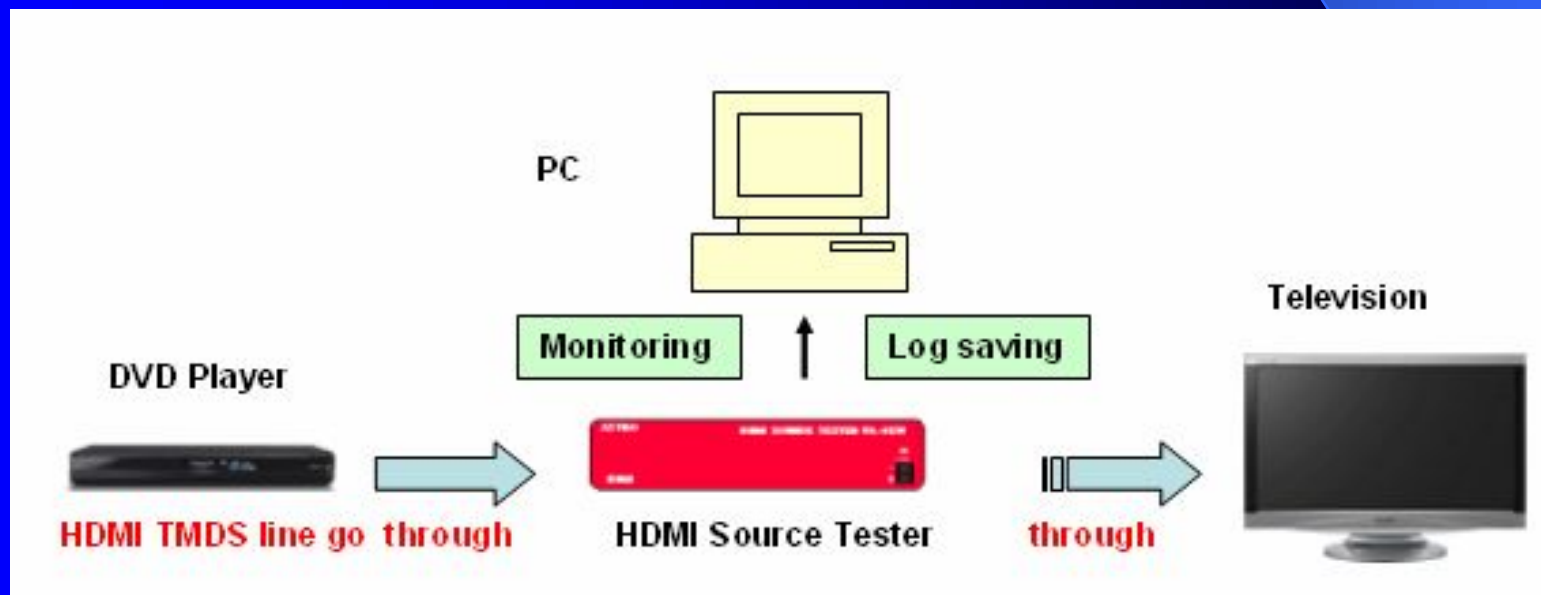 PC
Television
Monitoring
Log saving
DVD Player
HDMI TMDS line go through
HDMI Source Tester
through